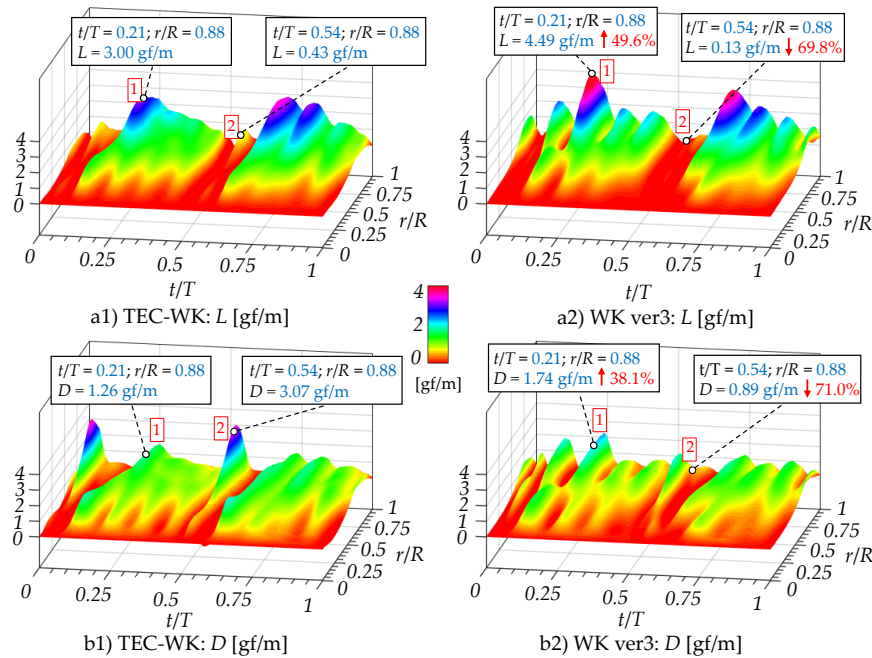 t/T = 0.21; r/R = 0.88
L = 3.00 gf/m
t/T = 0.54; r/R = 0.88
L = 0.43 gf/m
1
2
4
3
2
1
0
0
0.25
0.5
0.75
1
t/T
0
0.25
0.5
0.75
1
r/R
a1) TEC-WK: L [gf/m]
t/T = 0.21; r/R = 0.88
L = 4.49 gf/m ↑ 49.6%
t/T = 0.54; r/R = 0.88
L = 0.13 gf/m ↓ 69.8%
1
2
4
3
2
1
0
0
0.25
0.5
0.75
1
t/T
0
0.25
0.5
0.75
1
r/R
a2) WK ver3: L [gf/m]
4
2
0
[gf/m]
t/T = 0.21; r/R = 0.88
D = 1.26 gf/m
t/T = 0.54; r/R = 0.88
D = 3.07 gf/m
1
2
4
3
2
1
0
0
0.25
0.5
0.75
1
t/T
0
0.25
0.5
0.75
1
r/R
b1) TEC-WK: D [gf/m]
t/T = 0.21; r/R = 0.88
D = 1.74 gf/m ↑ 38.1%
t/T = 0.54; r/R = 0.88
D = 0.89 gf/m ↓ 71.0%
1
2
4
3
2
1
0
0
0.25
0.5
0.75
1
t/T
0
0.25
0.5
0.75
1
r/R
b2) WK ver3: D [gf/m]